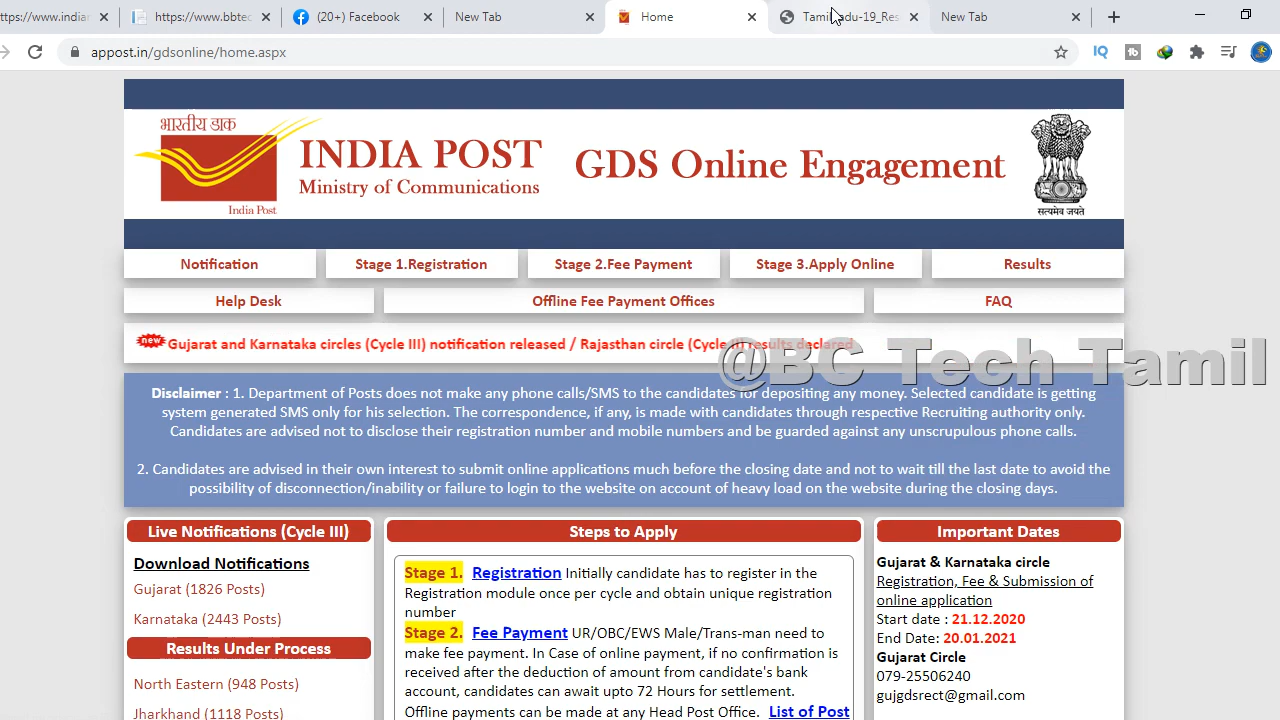 https://www.indian
https://www.bbtec
(20+) Facebook
New Tab
Home
New Tab
appost.in/gdsonline/home.aspx
भारतीय डाक
India Post
INDIA POST
Ministry of Communications
GDS Online Engagement
सत्यमेव जयते
Notification
Stage 1.Registration
Stage 2.Fee Payment
Stage 3.Apply Online
Results
Help Desk
Offline Fee Payment Offices
FAQ
new Gujarat and Karnataka circles (Cycle III) notification released / Rajasthan circle (Cycle II) results declared
@BC Tech Tamil
Disclaimer : 1. Department of Posts does not make any phone calls/SMS to the candidates for depositing any money. Selected candidate is getting
system generated SMS only for his selection. The correspondence, if any, is made with candidates through respective Recruiting authority only.
Candidates are advised not to disclose their registration number and mobile numbers and be guarded against any unscrupulous phone calls.
2. Candidates are advised in their own interest to submit online applications much before the closing date and not to wait till the last date to avoid the
possibility of disconnection/inability or failure to login to the website on account of heavy load on the website during the closing days.
Live Notifications (Cycle III)
Download Notifications
Gujarat (1826 Posts)
Karnataka (2443 Posts)
Results Under Process
North Eastern (948 Posts)
Jharkhand (1118 Posts)
Steps to Apply
Stage 1. Registration Initially candidate has to register in the
Registration module once per cycle and obtain unique registration
number
Stage 2. Fee Payment UR/OBC/EWS Male/Trans-man need to
make fee payment. In Case of online payment, if no confirmation is
received after the deduction of amount from candidate's bank
account, candidates can await upto 72 Hours for settlement.
Offline payments can be made at any Head Post Office. List of Post
Important Dates
Gujarat & Karnataka circle
Registration, Fee & Submission of
online application
Start date : 21.12.2020
End Date: 20.01.2021
Gujarat Circle
079-25506240
gujgdsrect@gmail.com